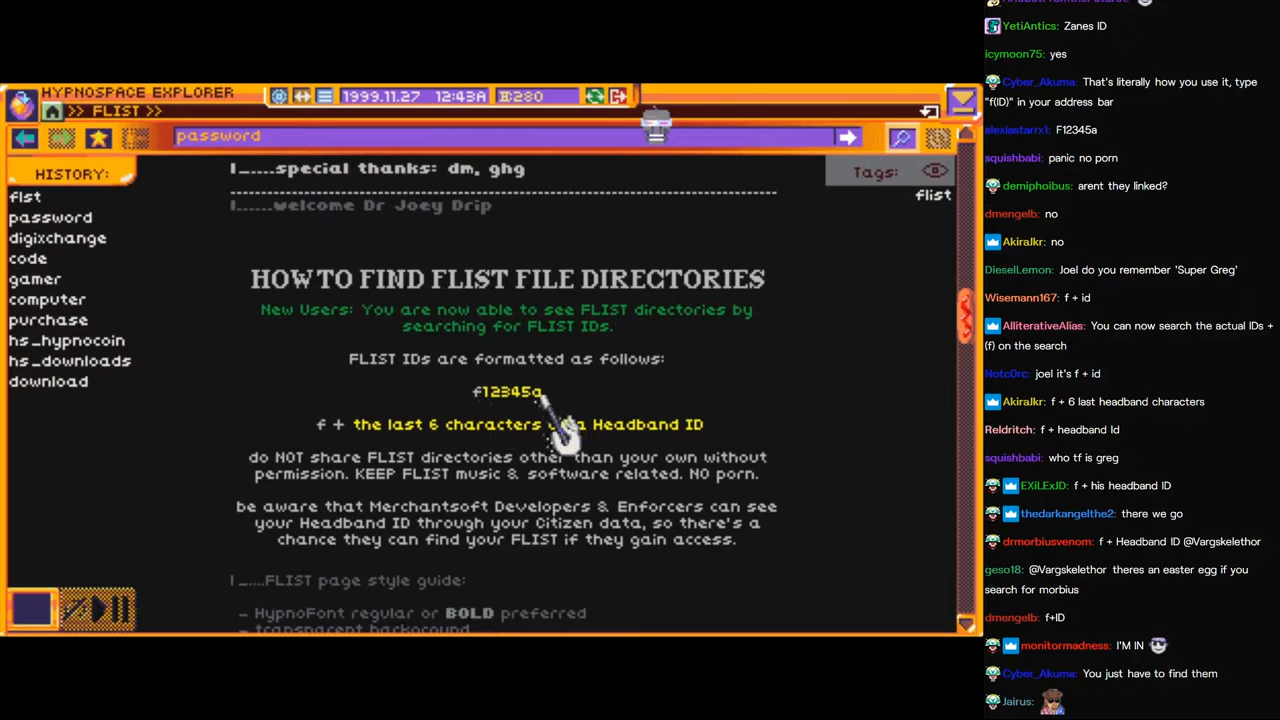 HYPNOSPACE EXPLORER
1999.11.27 12:43A
280
>> FLIST >>
password
HISTORY:
flst
password
digixchange
code
gamer
computer
purchase
hs_hypnocoin
hs_downloads
download
Tags:
flist
I_....special thanks: dm, ghg
I......welcome Dr Joey Drip
HOW TO FIND FLIST FILE DIRECTORIES
New Users: You are now able to see FLIST directories by
searching for FLIST IDs.
FLIST IDs are formatted as follows:
f12345a
f + the last 6 characters a Headband ID
do NOT share FLIST directories other than your own without
permission. KEEP FLIST music & software related. NO porn.
be aware that Merchantsoft Developers & Enforcers can see
your Headband ID through your Citizen data, so there's a
chance they can find your FLIST if they gain access.
I_....FLIST page style guide:
- HypnoFont regular or BOLD preferred
- transparent background
YetiAntics: Zanes ID
icymoon75: yes
Cyber_Akuma: That's literally how you use it, type
"f(ID)" in your address bar
alexiastarrx1: F12345a
squishbabi: panic no porn
demiphoibus: arent they linked?
dmengelb: no
AkiraJkr: no
DieselLemon: Joel do you remember 'Super Greg'
Wisemann167: f + id
AlliterativeAlias: You can now search the actual IDs +
(f) on the search
Notc0rc: joel it's f + id
AkiraJkr: f + 6 last headband characters
Reldritch: f + headband Id
squishbabi: who tf is greg
EXiLExJD: f + his headband ID
thedarkangelthe2: there we go
drmorbiusvenom: f + Headband ID @Vargskelethor
geso18: @Vargskelethor theres an easter egg if you
search for morbius
dmengelb: f+ID
monitormadness: I'M IN
Cyber_Akuma: You just have to find them
Jairus: